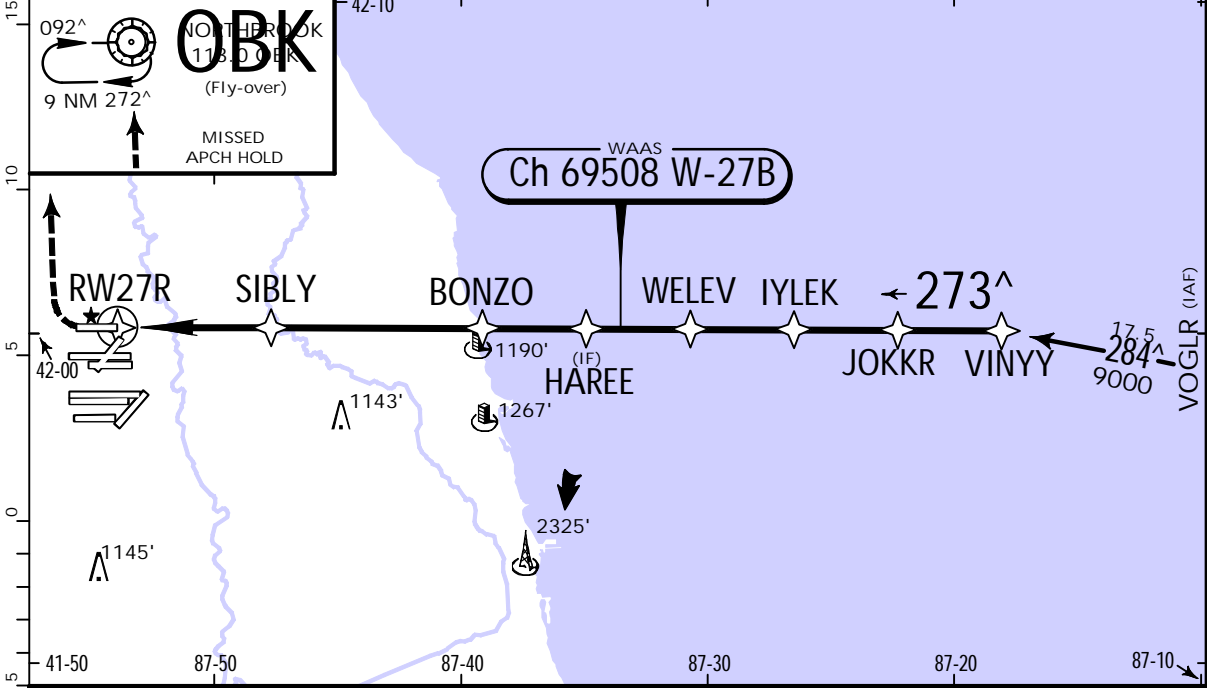 15
42-10
092^
NORTHBROOK
OBK
113.0 OBK
(Fly-over)
9 NM 272^
MISSED
APCH HOLD
WAAS
Ch 69508 W-27B
10
RW27R
SIBLY
BONZO
WELEV
IYLEK
273^
VOGLR (IAF)
17.5
284^
9000
5
42-00
1190'
(IF)
HAREE
JOKKR
VINYY
1143'
1267'
0
2325'
1145'
41-50
87-50
87-40
87-30
87-20
87-10
5